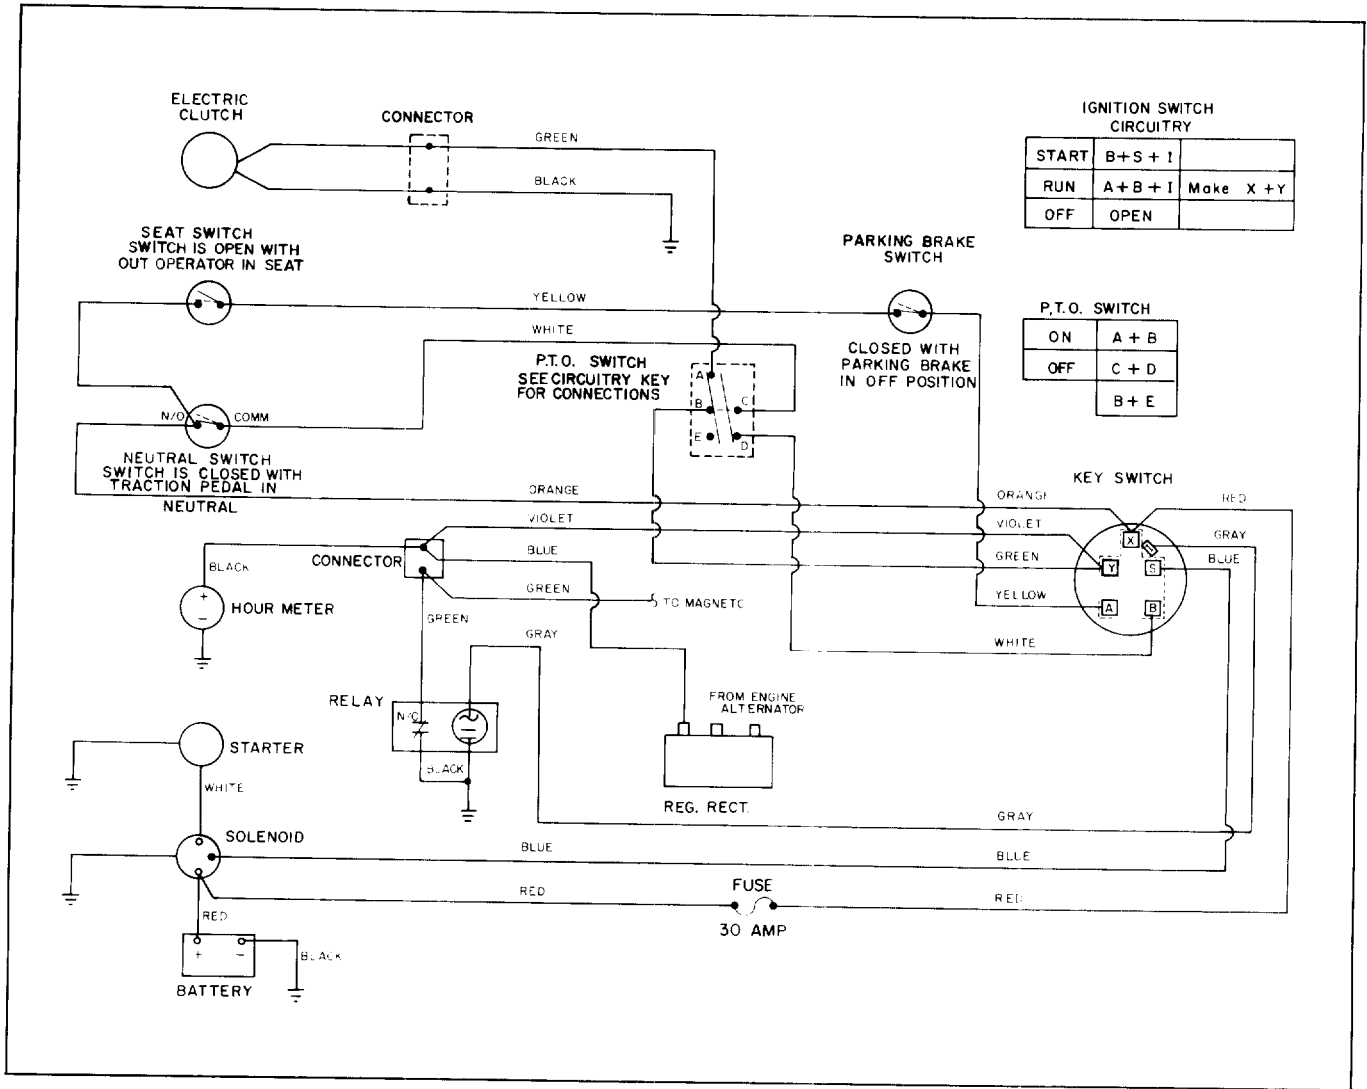 ELECTRIC
CLUTCH
CONNECTOR
GREEN
BLACK
IGNITION SWITCH
CIRCUITRY
START B+S+I
RUN A+B+I Make X+Y
OFF OPEN
SEAT SWITCH
SWITCH IS OPEN WITH
OUT OPERATOR IN SEAT
PARKING BRAKE
SWITCH
YELLOW
WHITE
CLOSED WITH
PARKING BRAKE
IN OFF POSITION
P.T.O. SWITCH
ON A+B
OFF C+D
B+E
P.T.O. SWITCH
SEE CIRCUITRY KEY
FOR CONNECTIONS
A
B C
E D
N/O COMM
NEUTRAL SWITCH
SWITCH IS CLOSED WITH
TRACTION PEDAL IN
NEUTRAL
KEY SWITCH
ORANGE
ORANGE
RED
VIOLET
VIOLET
GRAY
BLUE
GREEN
BLUE
X
Y S
A B
CONNECTOR
BLACK
GREEN
TO MAGNETO
YELLOW
+
-
HOUR METER
GREEN
GRAY
WHITE
RELAY
N/C
BLACK
FROM ENGINE
ALTERNATOR
REG. RECT.
STARTER
WHITE
GRAY
SOLENOID
BLUE
BLUE
RED
FUSE
RED
30 AMP
RED
+ -
BLACK
BATTERY